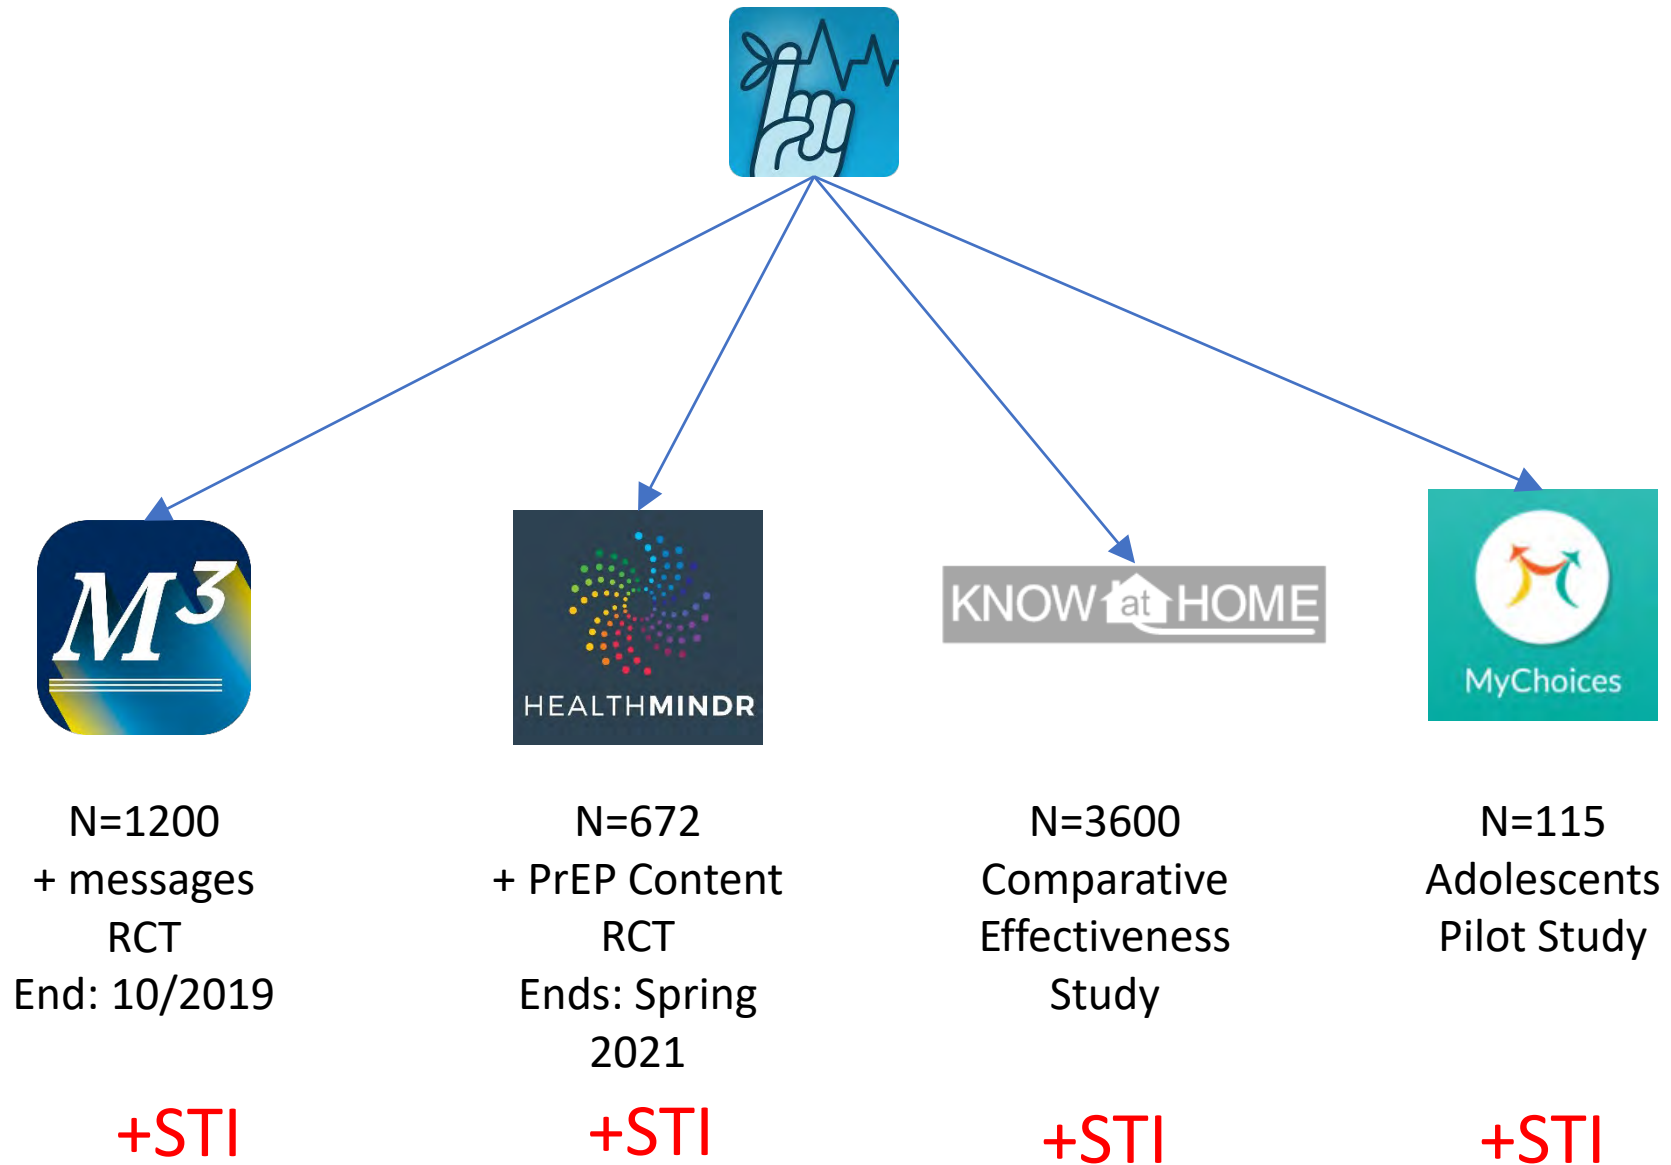 M³
HEALTHMINDR
KNOW at HOME
MyChoices
N=1200
+ messages
RCT
End: 10/2019
+STI
N=672
+ PrEP Content
RCT
Ends: Spring
2021
+STI
N=3600
Comparative
Effectiveness
Study
+STI
N=115
Adolescents
Pilot Study
+STI